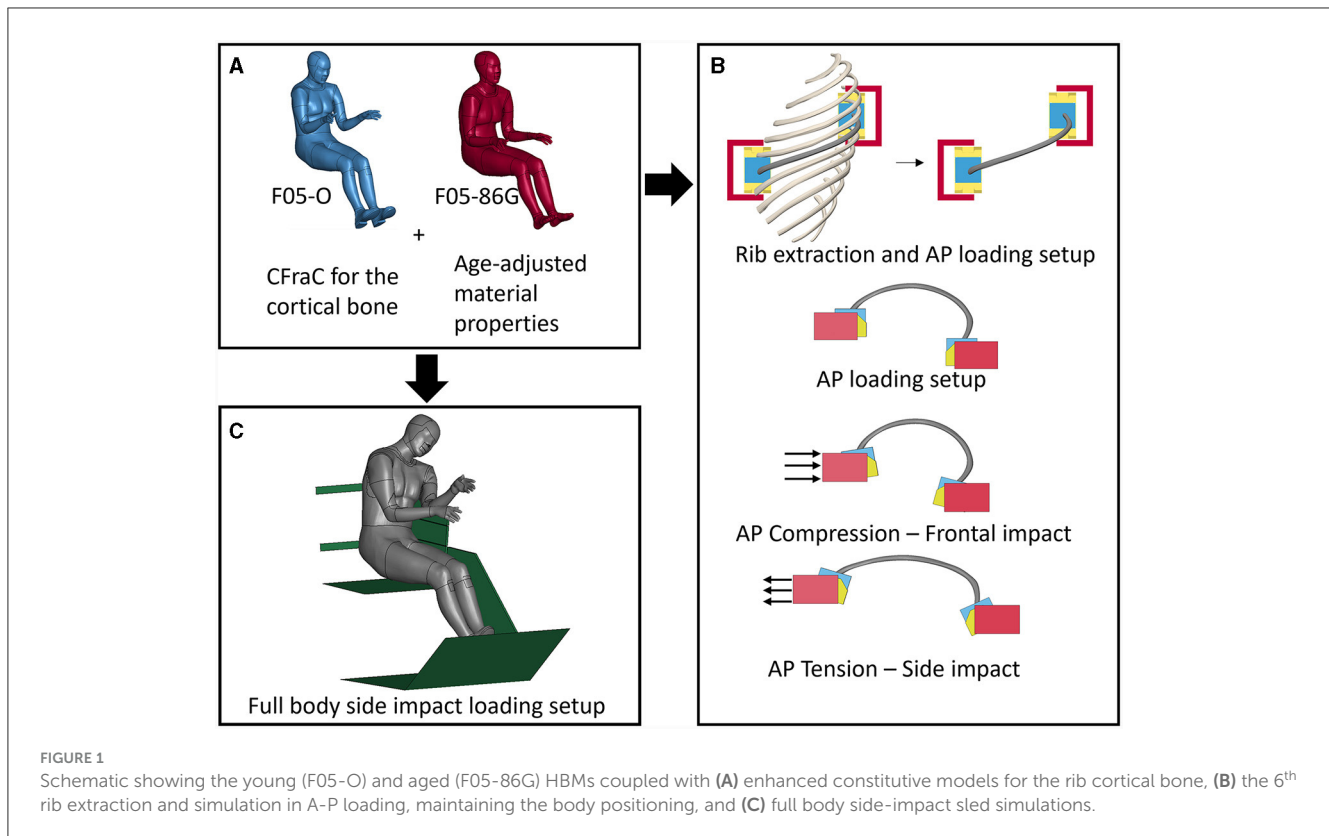 A
F05-O
F05-86G
+
CFraC for the
cortical bone
Age-adjusted
material
properties
B
Rib extraction and AP loading setup
AP loading setup
AP Compression – Frontal impact
AP Tension – Side impact
C
Full body side impact loading setup
FIGURE 1
Schematic showing the young (F05-O) and aged (F05-86G) HBMs coupled with (A) enhanced constitutive models for the rib cortical bone, (B) the 6th
rib extraction and simulation in A-P loading, maintaining the body positioning, and (C) full body side-impact sled simulations.